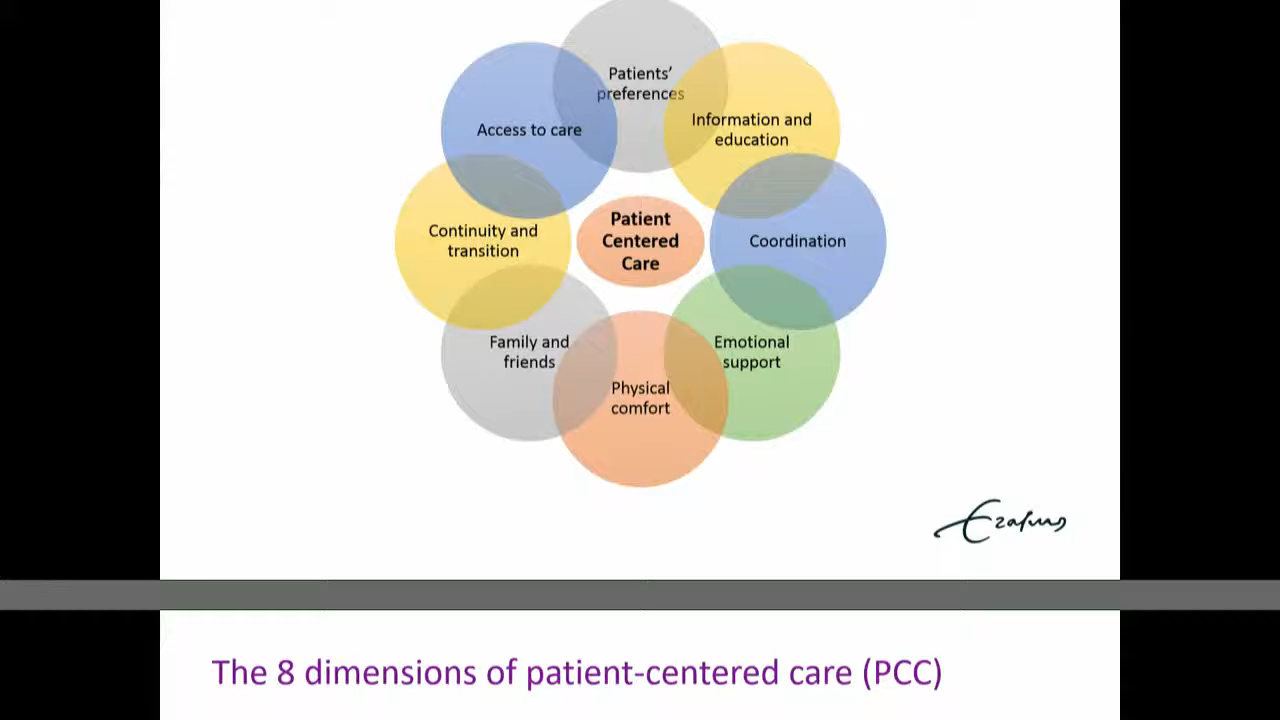 Patients'
preferences
Information and
education
Access to care
Patient
Centered
Care
Continuity and
transition
Coordination
Family and
friends
Emotional
support
Physical
comfort
Erasmus
The 8 dimensions of patient-centered care (PCC)